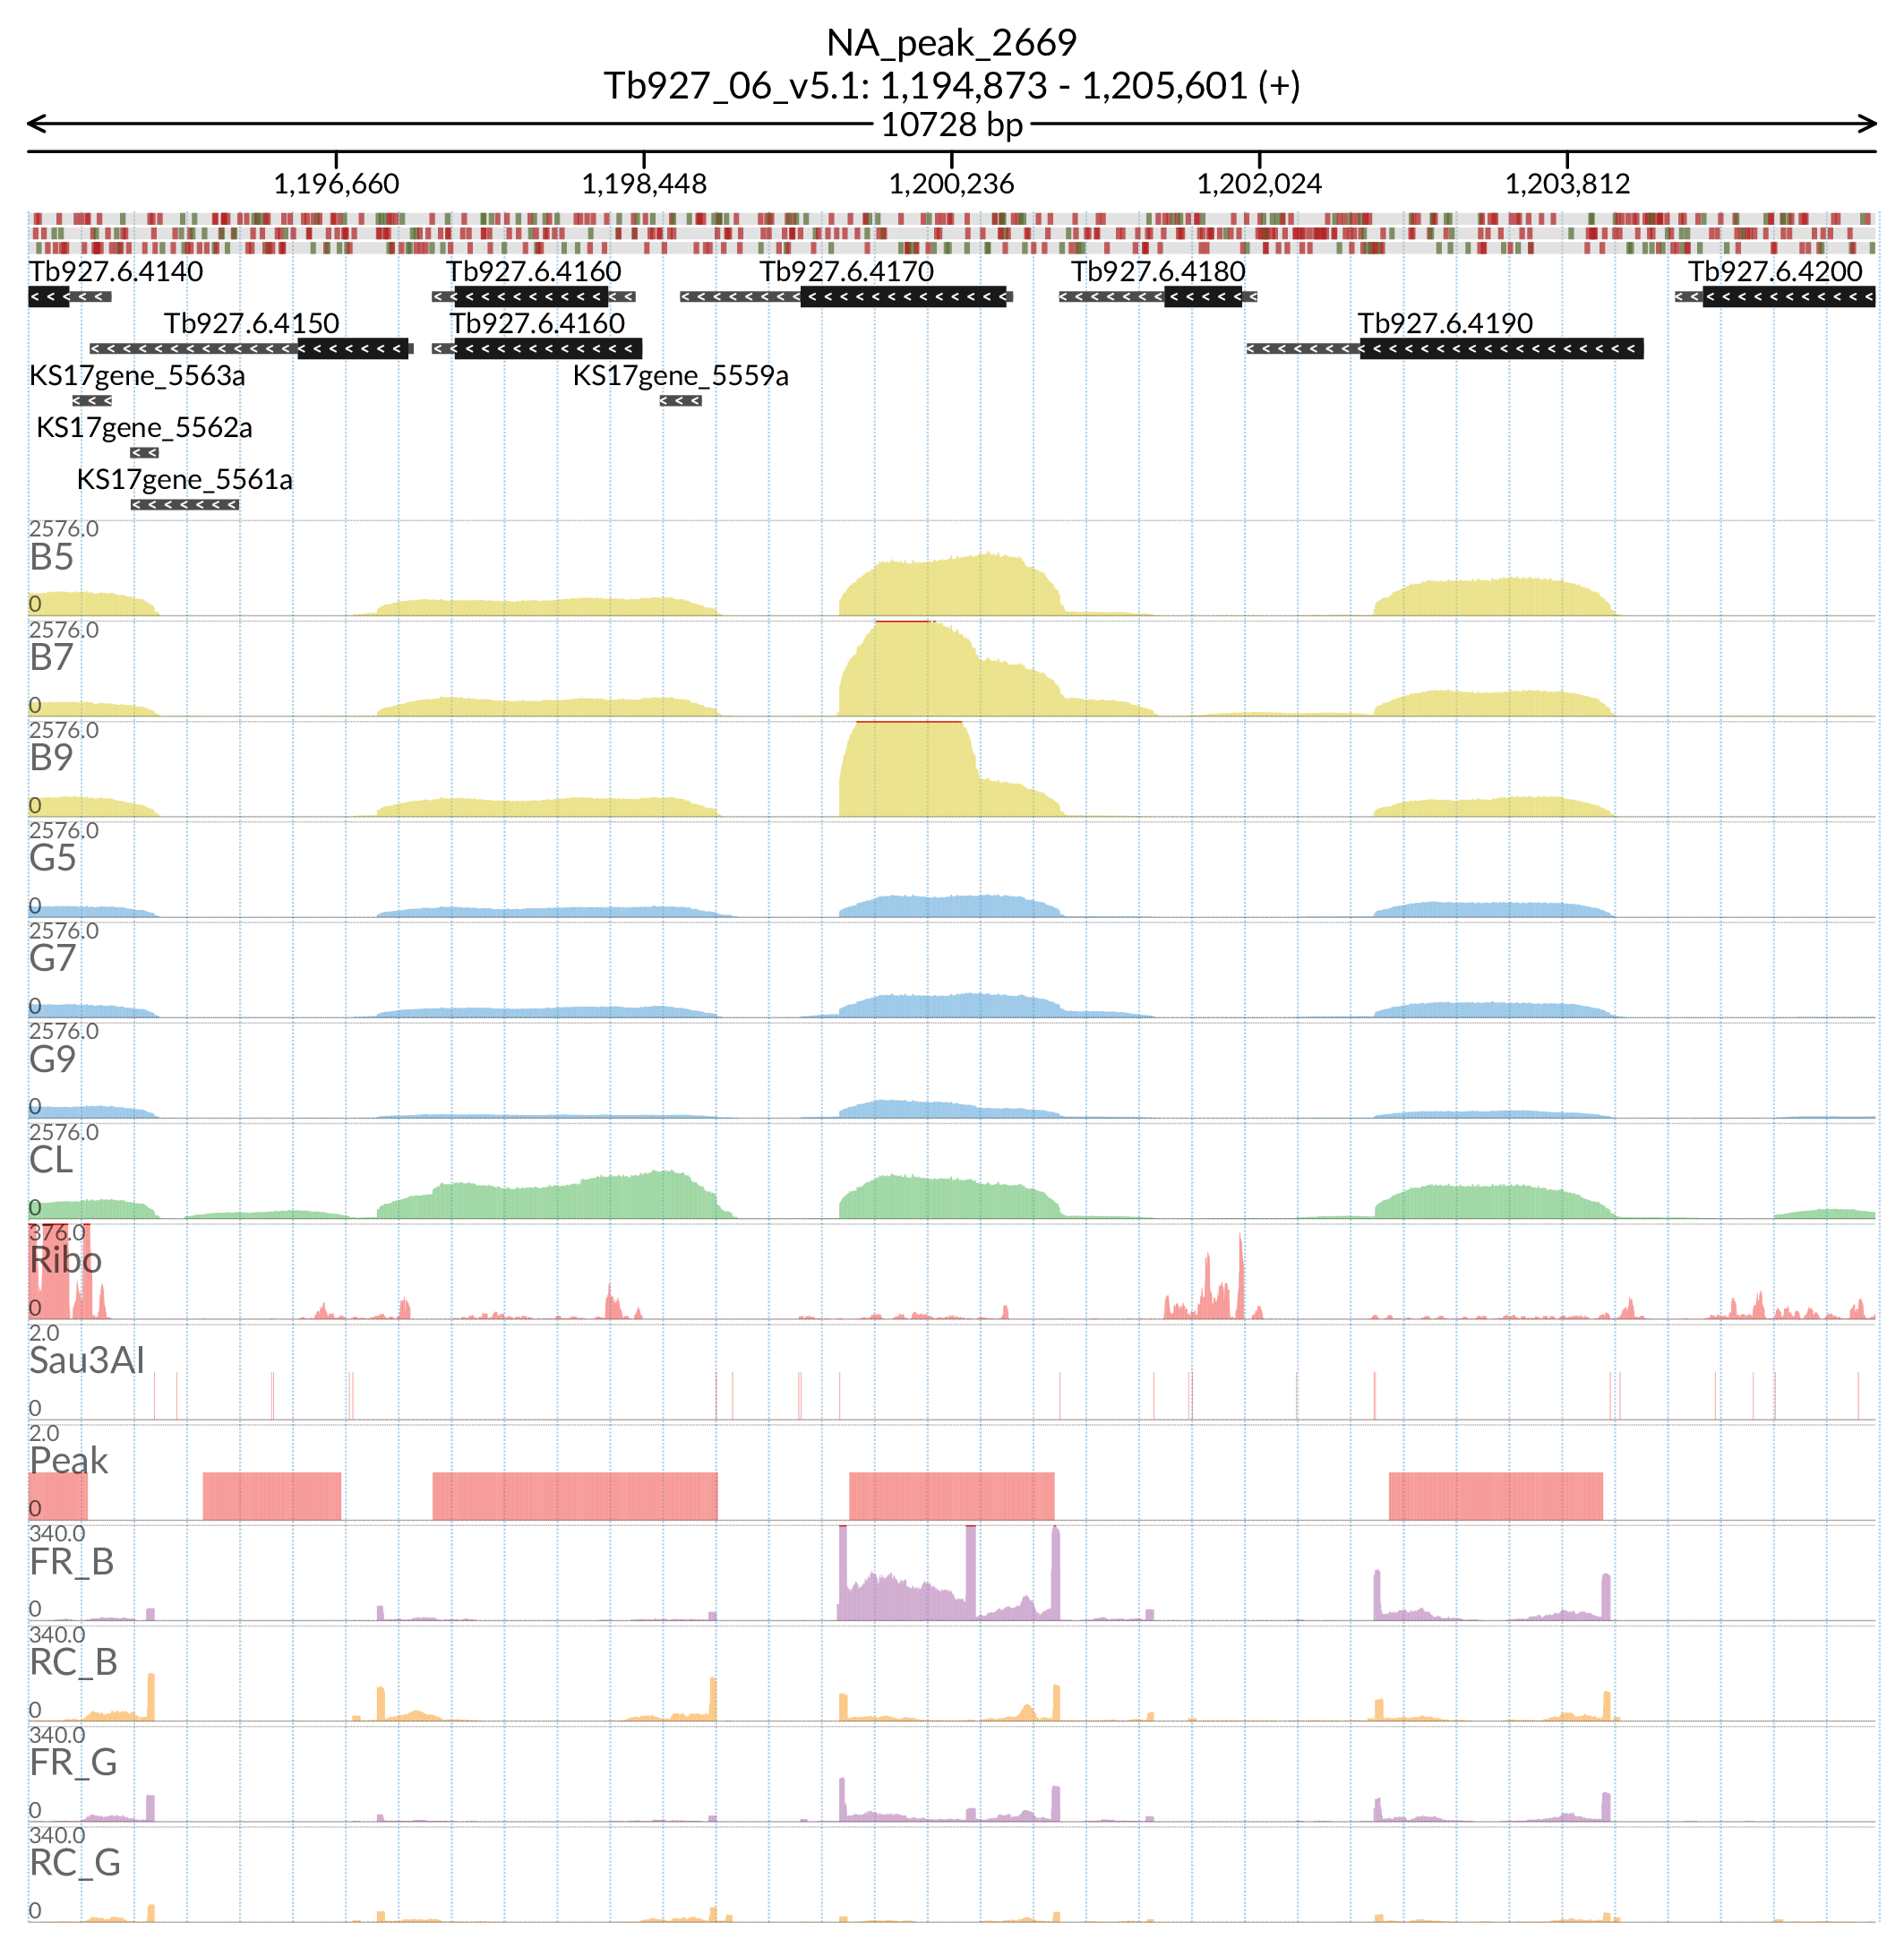 NA_peak_2669
Tb927_06_v5.1: 1,194,873 - 1,205,601 (+)
10728 bp
1,196,660 1,198,448 1,200,236 1,202,024 1,203,812
Tb927.6.4140 Tb927.6.4160 Tb927.6.4170 Tb927.6.4180 Tb927.6.4200
Tb927.6.4150 Tb927.6.4160 Tb927.6.4190
KS17gene_5563a KS17gene_5559a
KS17gene_5562a
KS17gene_5561a
2576.0
B5
0
2576.0
B7
0
2576.0
B9
0
2576.0
G5
0
2576.0
G7
0
2576.0
G9
0
2576.0
CL
0
376.0
Ribo
0
2.0
Sau3AI
0
2.0
Peak
0
340.0
FR_B
0
340.0
RC_B
0
340.0
FR_G
0
340.0
RC_G
0